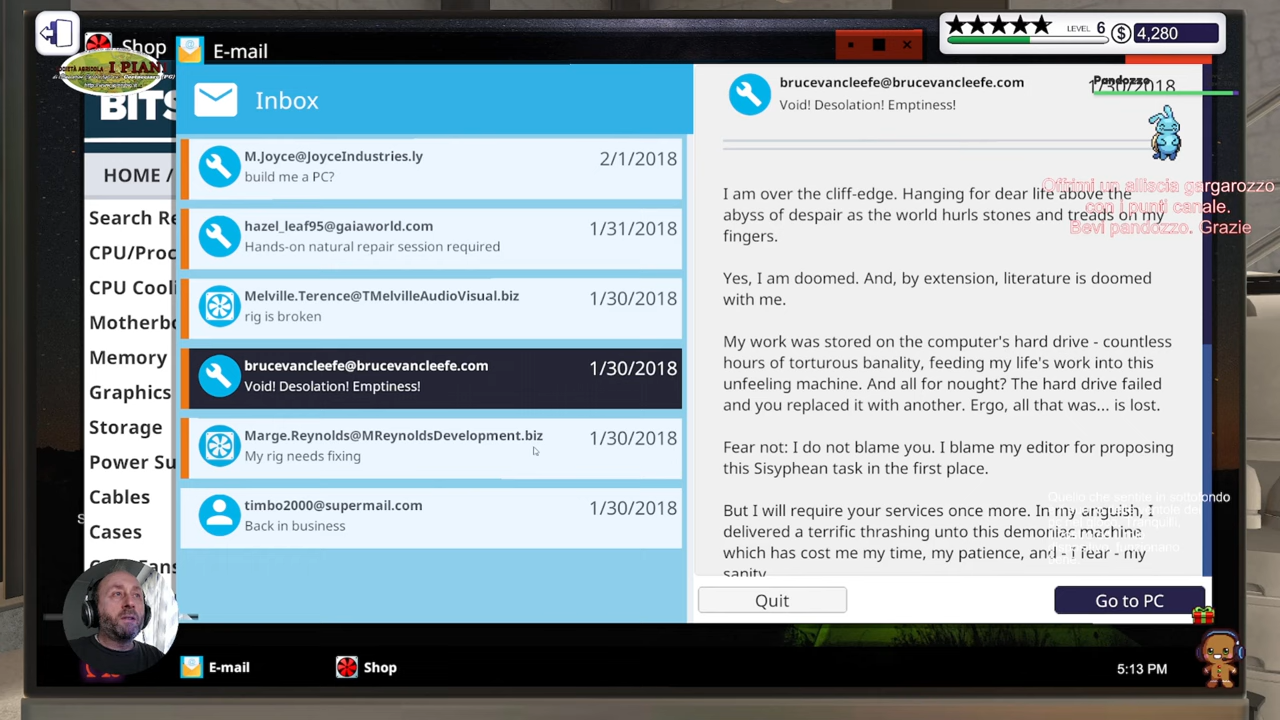 Shop
E-mail
LEVEL 6
$ 4,280
SOCIETÀ AGRICOLA I PIANI
BITS
Inbox
HOME /
Search Re
CPU/Proc
CPU Cooli
Motherbo
Memory
Graphics
Storage
Power Su
Cables
Cases
M.Joyce@JoyceIndustries.ly
2/1/2018
build me a PC?
hazel_leaf95@gaiaworld.com
1/31/2018
Hands-on natural repair session required
Melville.Terence@TMelvilleAudioVisual.biz
1/30/2018
rig is broken
brucevancleefe@brucevancleefe.com
1/30/2018
Void! Desolation! Emptiness!
Marge.Reynolds@MReynoldsDevelopment.biz
1/30/2018
My rig needs fixing
timbo2000@supermail.com
1/30/2018
Back in business
brucevancleefe@brucevancleefe.com
1/30/2018
Void! Desolation! Emptiness!
Pandozzo
I am over the cliff-edge. Hanging for dear life above the
abyss of despair as the world hurls stones and treads on my
fingers.
Yes, I am doomed. And, by extension, literature is doomed
with me.
My work was stored on the computer's hard drive - countless
hours of torturous banality, feeding my life's work into this
unfeeling machine. And all for nought? The hard drive failed
and you replaced it with another. Ergo, all that was... is lost.
Fear not: I do not blame you. I blame my editor for proposing
this Sisyphean task in the first place.
But I will require your services once more. In my anguish, I
delivered a terrific thrashing unto this demoniac machine
which has cost me my time, my patience, and - I fear - my
sanity.
Offrimi un alliscia gargarozzo
con i punti canale.
Bevi pandozzo. Grazie
Quello che sentite in sottofondo
Quit
Go to PC
E-mail
Shop
5:13 PM